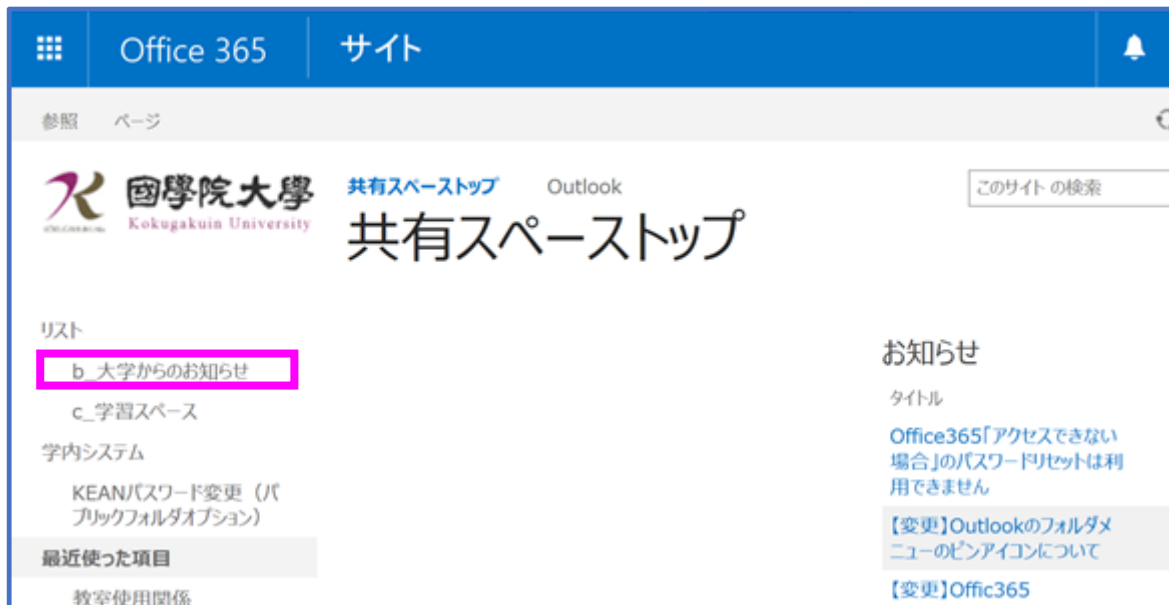 Office 365
サイト
参照
ページ
國學院大學
Kokugakuin University
共有スペーストップ
Outlook
このサイト の検索
共有スペーストップ
リスト
b_大学からのお知らせ
c_学習スペース
学内システム
KEANパスワード変更（パ
ブリックフォルダオプション）
最近使った項目
教室使用関係
お知らせ
タイトル
Office365「アクセスできない
場合」のパスワードリセットは利
用できません
【変更】Outlookのフォルダメ
ニューのピンアイコンについて
【変更】Offic365